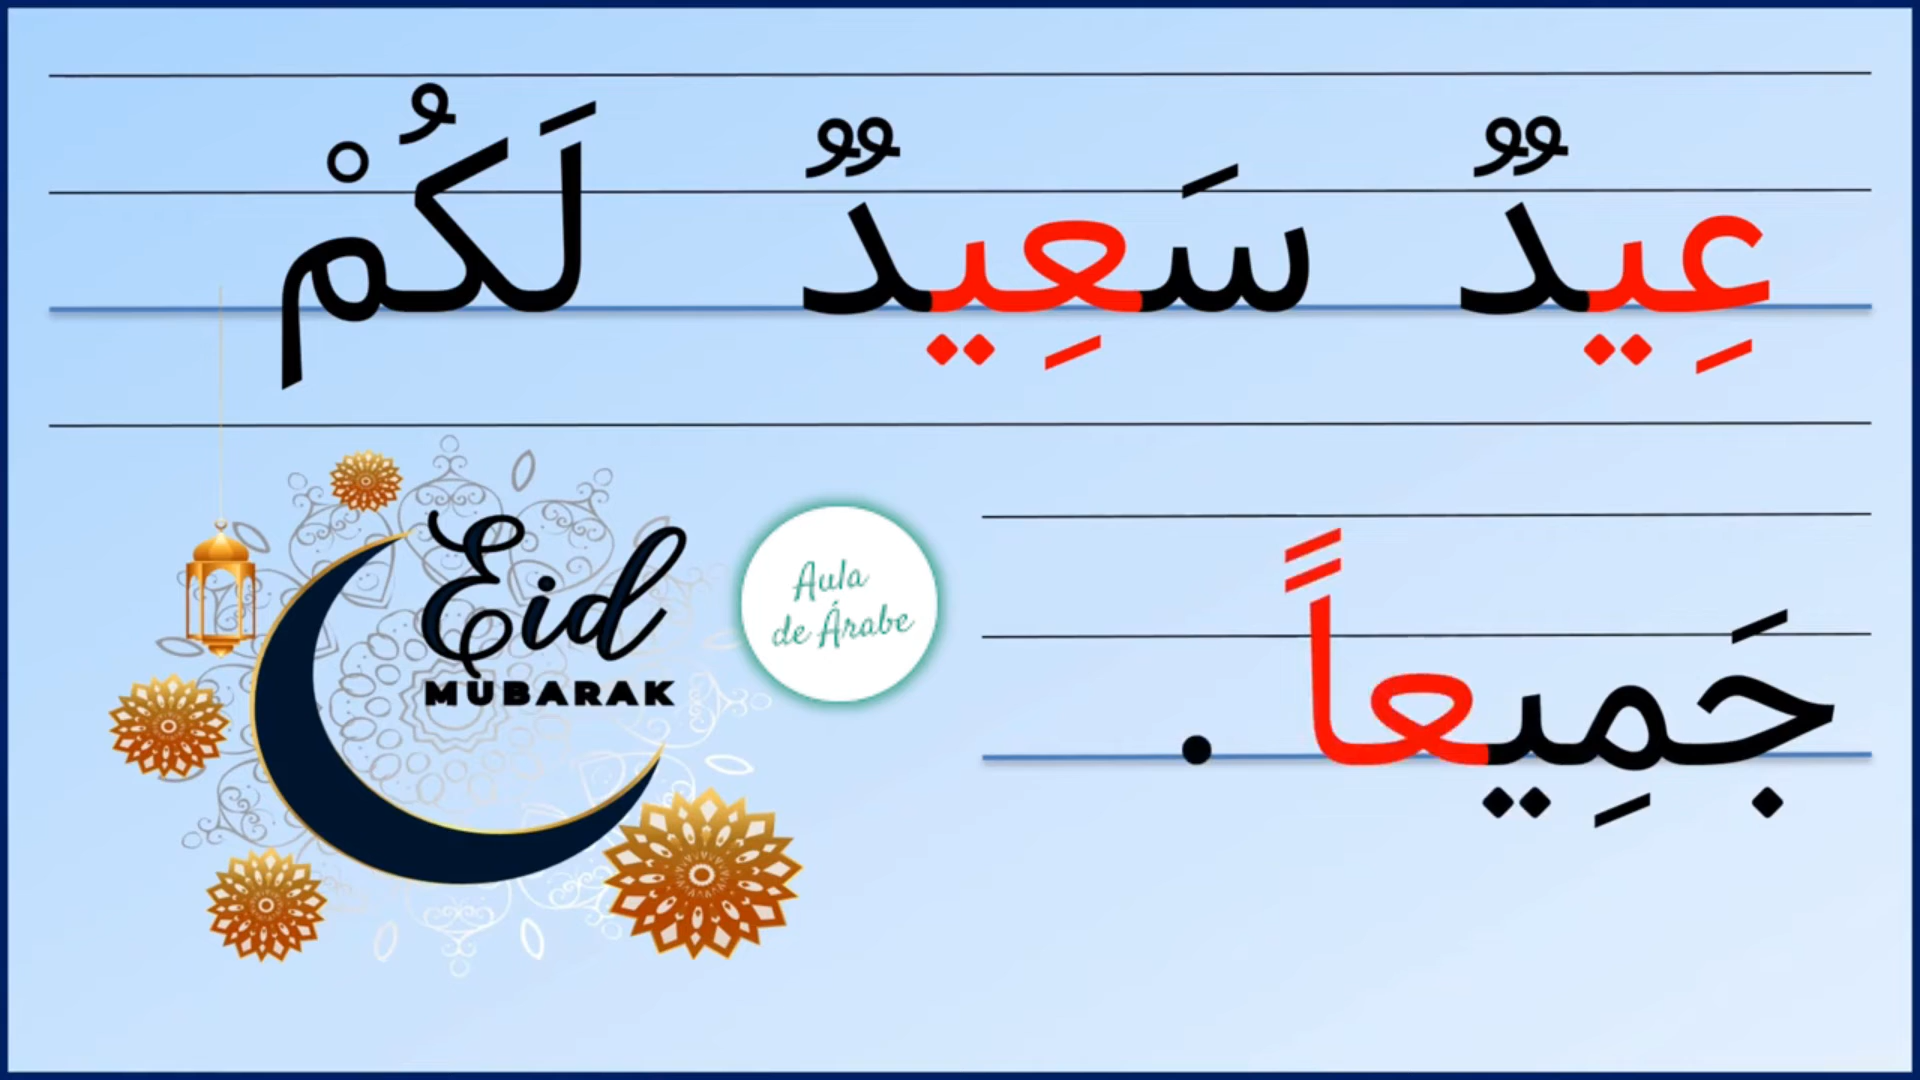 عِيدٌ سَعِيدٌ لَكُمْ
جَمِيعاً .
Eid
MUBARAK
Aula
de Árabe